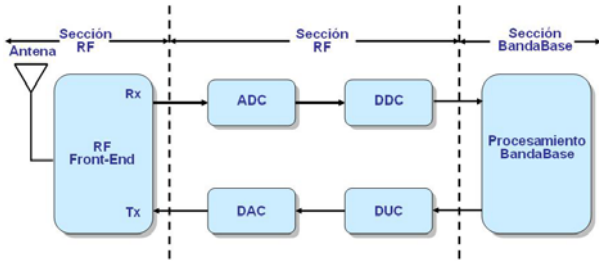 Sección
RF
Sección
RF
Sección
BandaBase
Antena
RF
Front-End
Rx
Tx
ADC
DDC
DAC
DUC
Procesamiento
BandaBase